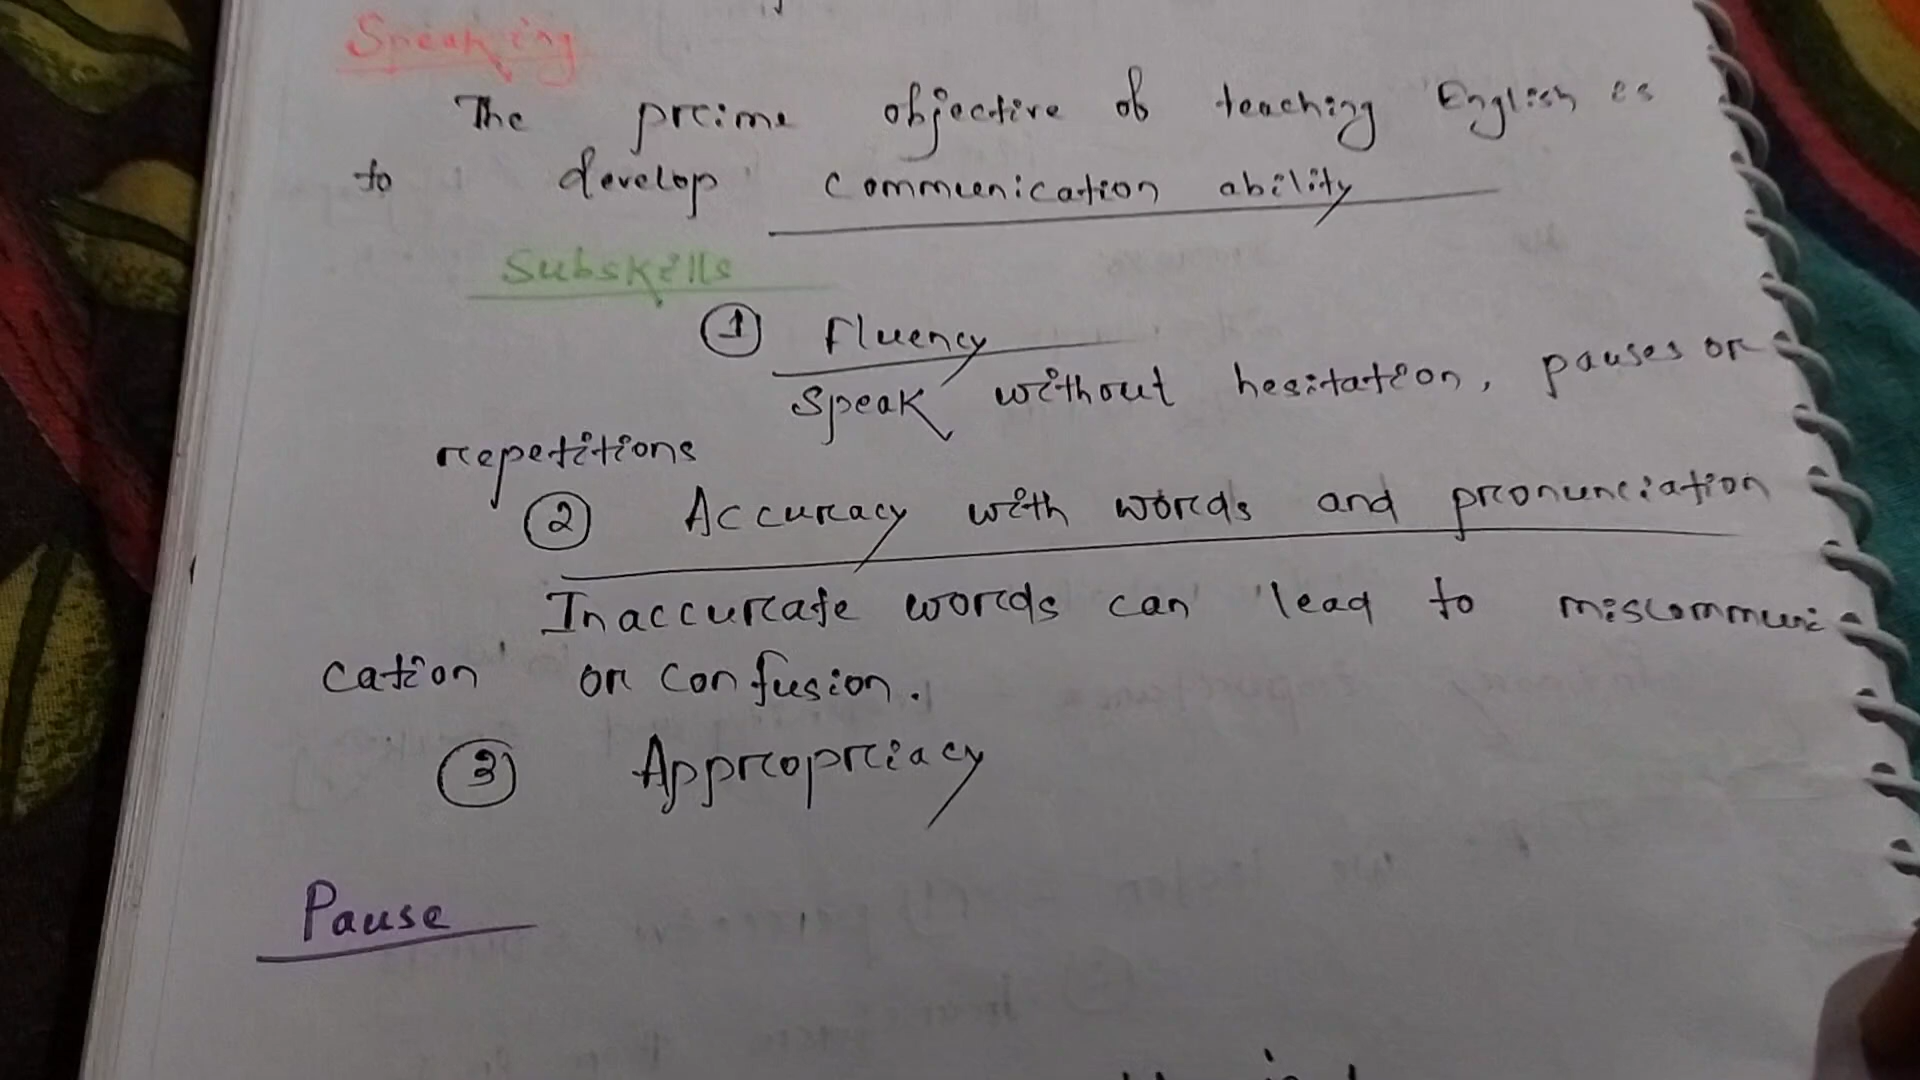 Speaking
The prime objective of teaching English is
to develop communication ability
Subskills
① Fluency
Speak without hesitation, pauses or
repetitions
② Accuracy with words and pronunciation
Inaccurate words can lead to miscommuni
cation or confusion.
③ Appropriacy
Pause